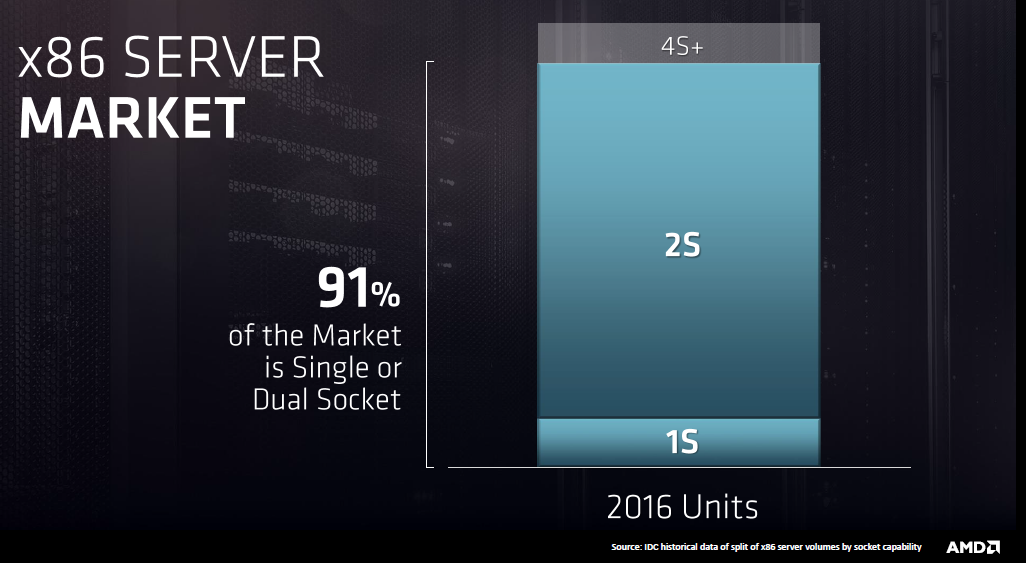 x86 SERVER
MARKET
4S+
2S
91%
of the Market
is Single or
Dual Socket
1S
2016 Units
Source: IDC historical data of split of x86 server volumes by socket capability
AMD